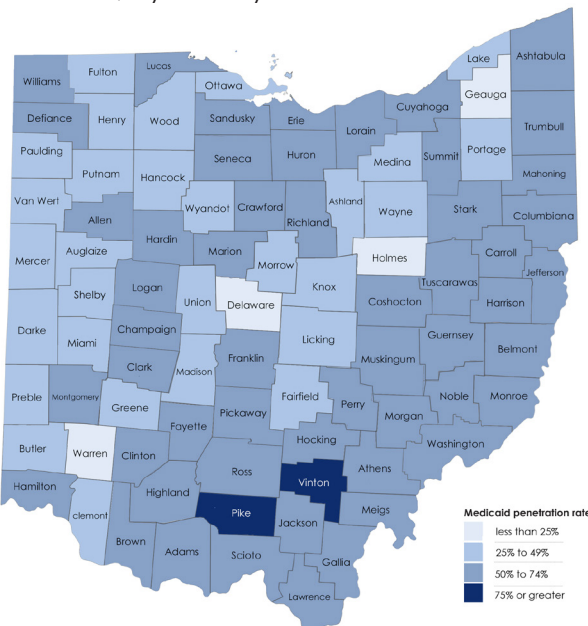 Williams
Fulton
Lucas
Ottawa
Lake
Ashtabula
Geauga
Defiance
Henry
Wood
Sandusky
Erie
Lorain
Cuyahoga
Trumbull
Paulding
Putnam
Hancock
Seneca
Huron
Medina
Summit
Portage
Mahoning
Van Wert
Allen
Wyandot
Crawford
Richland
Ashland
Wayne
Stark
Columbiana
Mercer
Auglaize
Hardin
Marion
Morrow
Holmes
Carroll
Jefferson
Shelby
Logan
Union
Delaware
Knox
Coshocton
Tuscarawas
Harrison
Darke
Miami
Champaign
Licking
Guernsey
Belmont
Clark
Madison
Franklin
Muskingum
Preble
Montgomery
Greene
Fayette
Pickaway
Fairfield
Perry
Morgan
Noble
Monroe
Butler
Warren
Clinton
Ross
Hocking
Athens
Washington
Hamilton
clemont
Highland
Pike
Vinton
Jackson
Meigs
Brown
Adams
Scioto
Gallia
Lawrence
Medicaid penetration rate
less than 25%
25% to 49%
50% to 74%
75% or greater